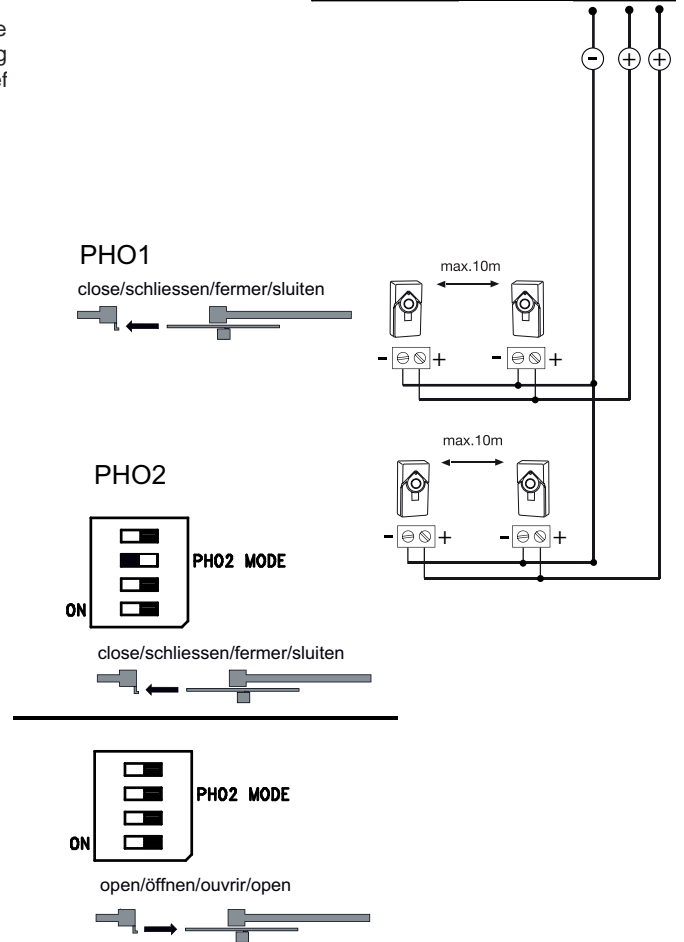 e
g
ef
- + +
PHO1
close/schliessen/fermer/sluiten
max.10m
- + - +
PHO2
max.10m
- + - +
PHO2 MODE
ON
close/schliessen/fermer/sluiten
PHO2 MODE
ON
open/öffnen/ouvrir/open